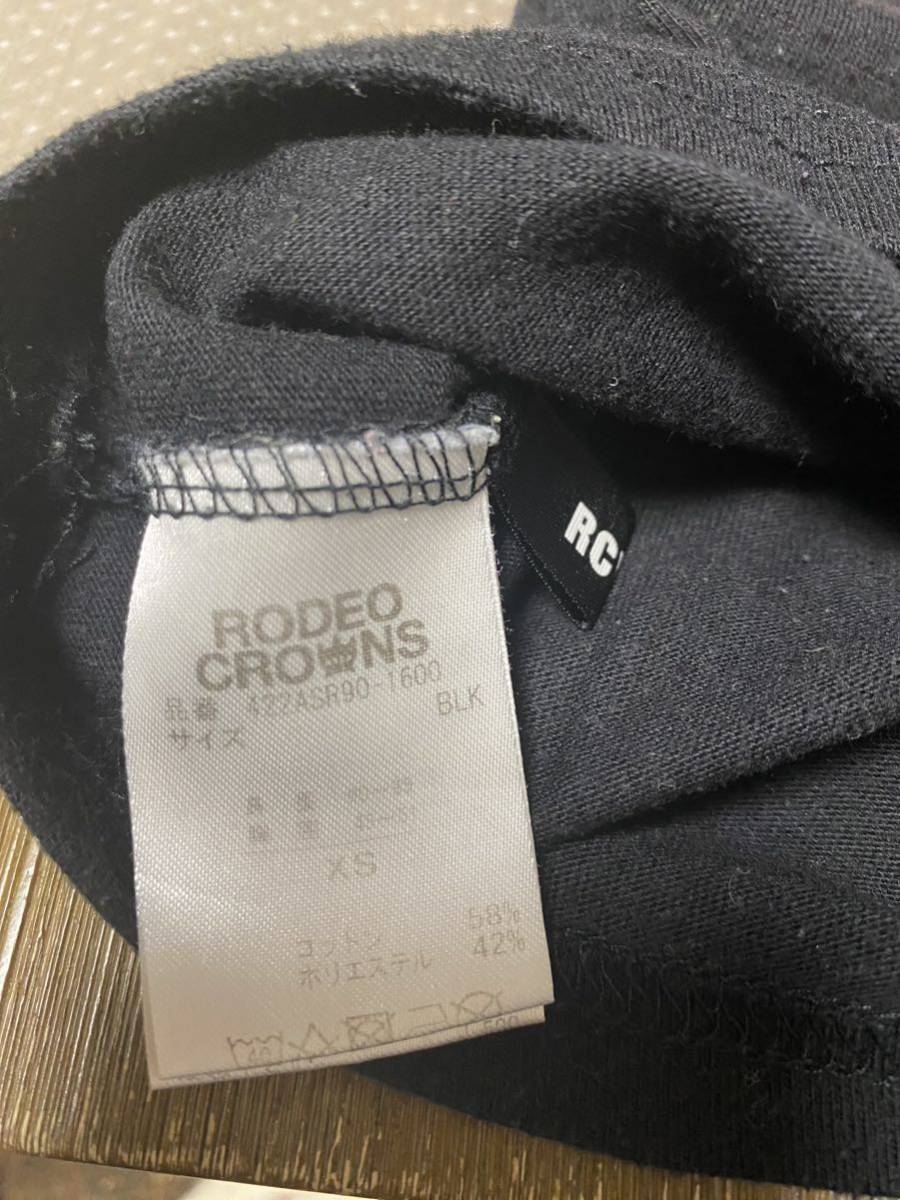 RODEO
CROWNS
品番 422ASR90-1600
サイズ BLK
XS
コットン 58%
ポリエステル 42%
RC